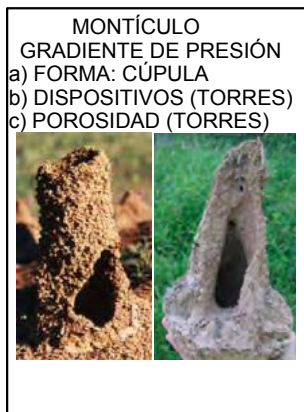 MONTÍCULO
GRADIENTE DE PRESIÓN
a) FORMA: CÚPULA
b) DISPOSITIVOS (TORRES)
c) POROSIDAD (TORRES)